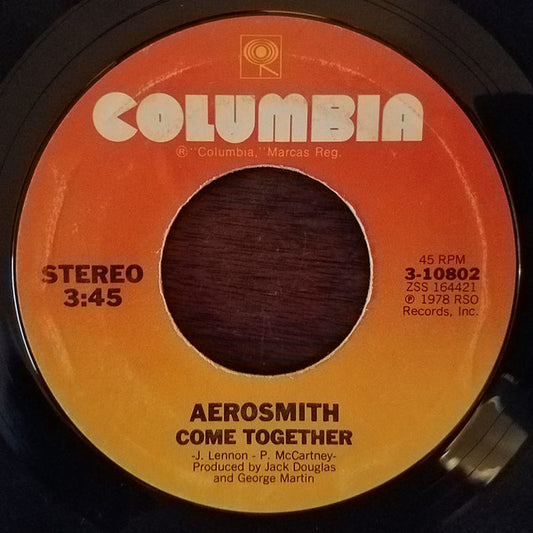 COLUMBIA
® "Columbia," Marcas Reg.
STEREO
3:45
45 RPM
3-10802
ZSS 164421
℗ 1978 RSO
Records, Inc.
AEROSMITH
COME TOGETHER
-J. Lennon - P. McCartney-
Produced by Jack Douglas
and George Martin